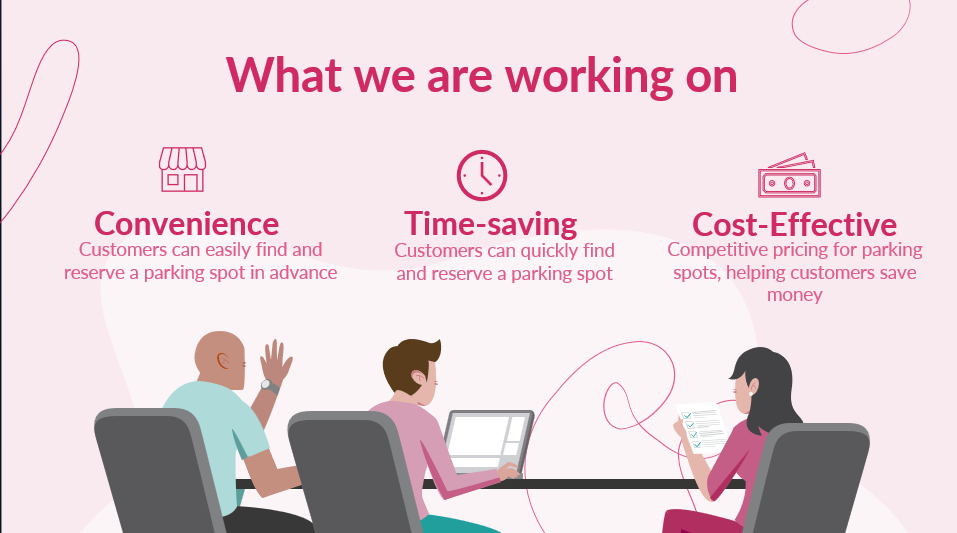 What we are working on
Convenience
Customers can easily find and
reserve a parking spot in advance
Time-saving
Customers can quickly find
and reserve a parking spot
Cost-Effective
Competitive pricing for parking
spots, helping customers save
money